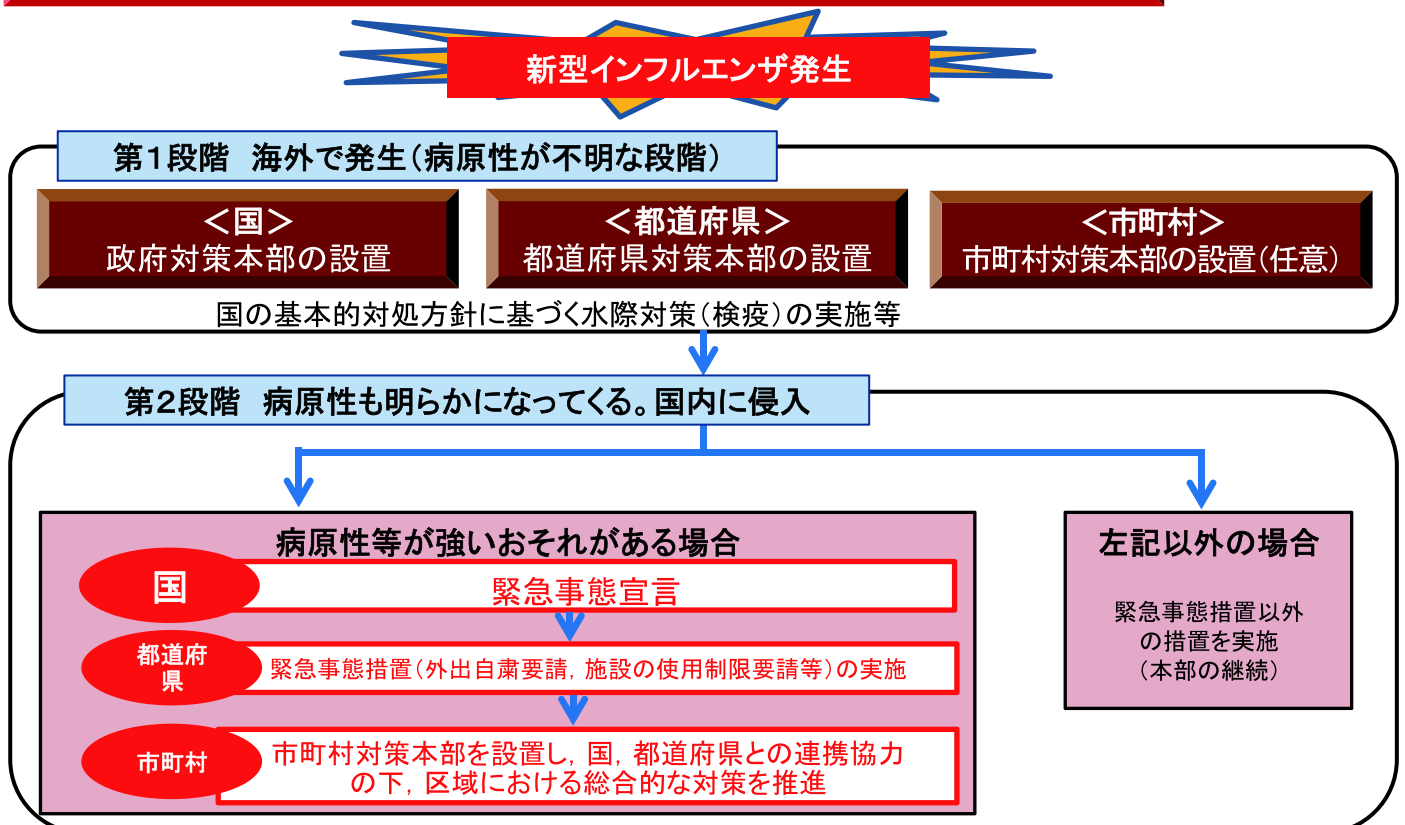 新型インフルエンザ発生
第１段階　海外で発生（病原性が不明な段階）
＜国＞
政府対策本部の設置
＜都道府県＞
都道府県対策本部の設置
＜市町村＞
市町村対策本部の設置（任意）
国の基本的対処方針に基づく水際対策（検疫）の実施等
第２段階　病原性も明らかになってくる。国内に侵入
病原性等が強いおそれがある場合
国
緊急事態宣言
都道府
県
緊急事態措置（外出自粛要請，施設の使用制限要請等）の実施
市町村
市町村対策本部を設置し，国，都道府県との連携協力
の下，区域における総合的な対策を推進
左記以外の場合
緊急事態措置以外
の措置を実施
（本部の継続）